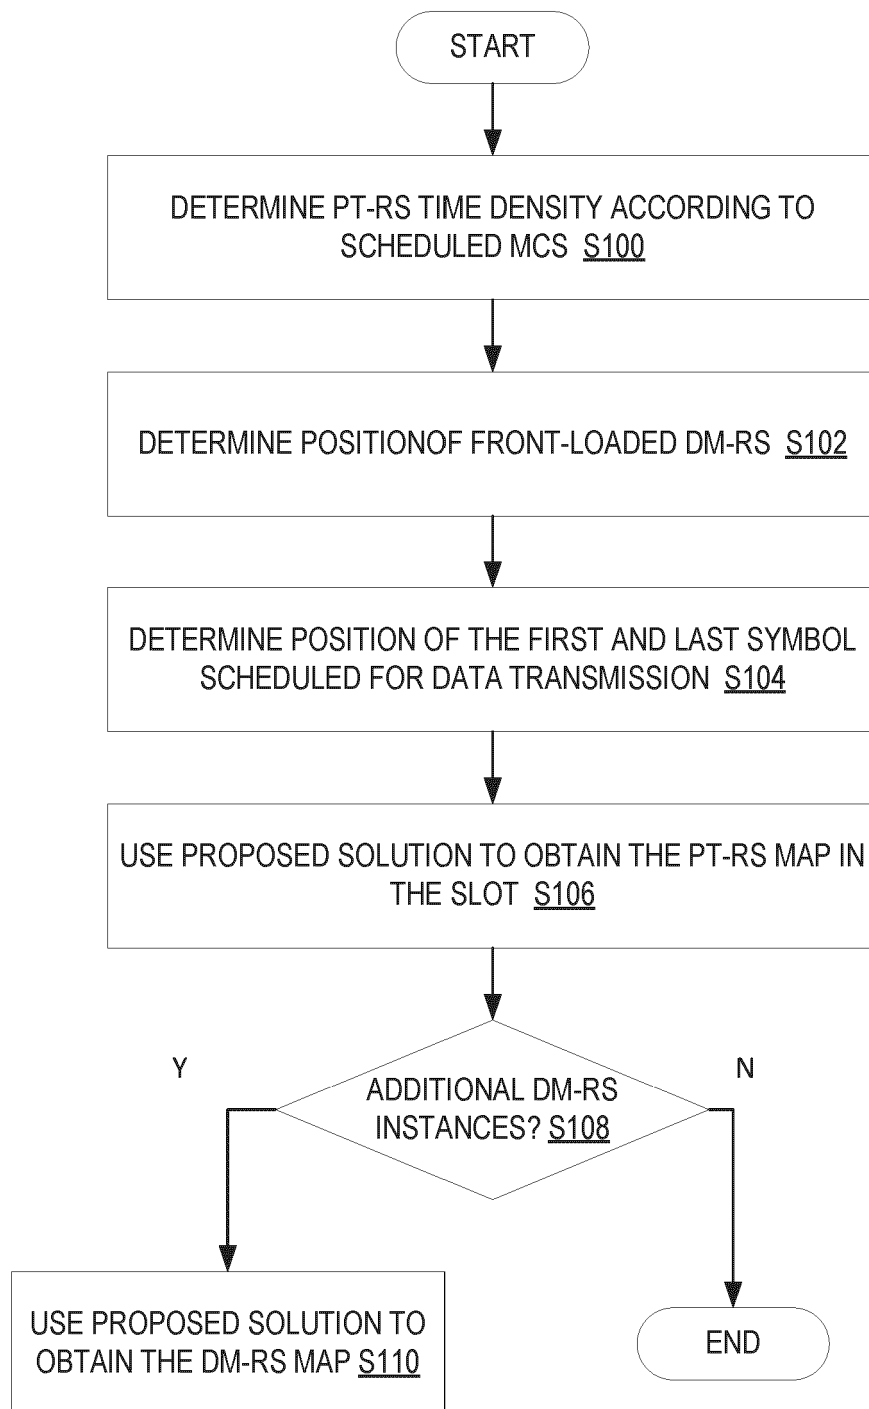 START
DETERMINE PT-RS TIME DENSITY ACCORDING TO
SCHEDULED MCS S100
DETERMINE POSITIONOF FRONT-LOADED DM-RS S102
DETERMINE POSITION OF THE FIRST AND LAST SYMBOL
SCHEDULED FOR DATA TRANSMISSION S104
USE PROPOSED SOLUTION TO OBTAIN THE PT-RS MAP IN
THE SLOT S106
Y
N
ADDITIONAL DM-RS
INSTANCES? S108
USE PROPOSED SOLUTION TO
OBTAIN THE DM-RS MAP S110
END